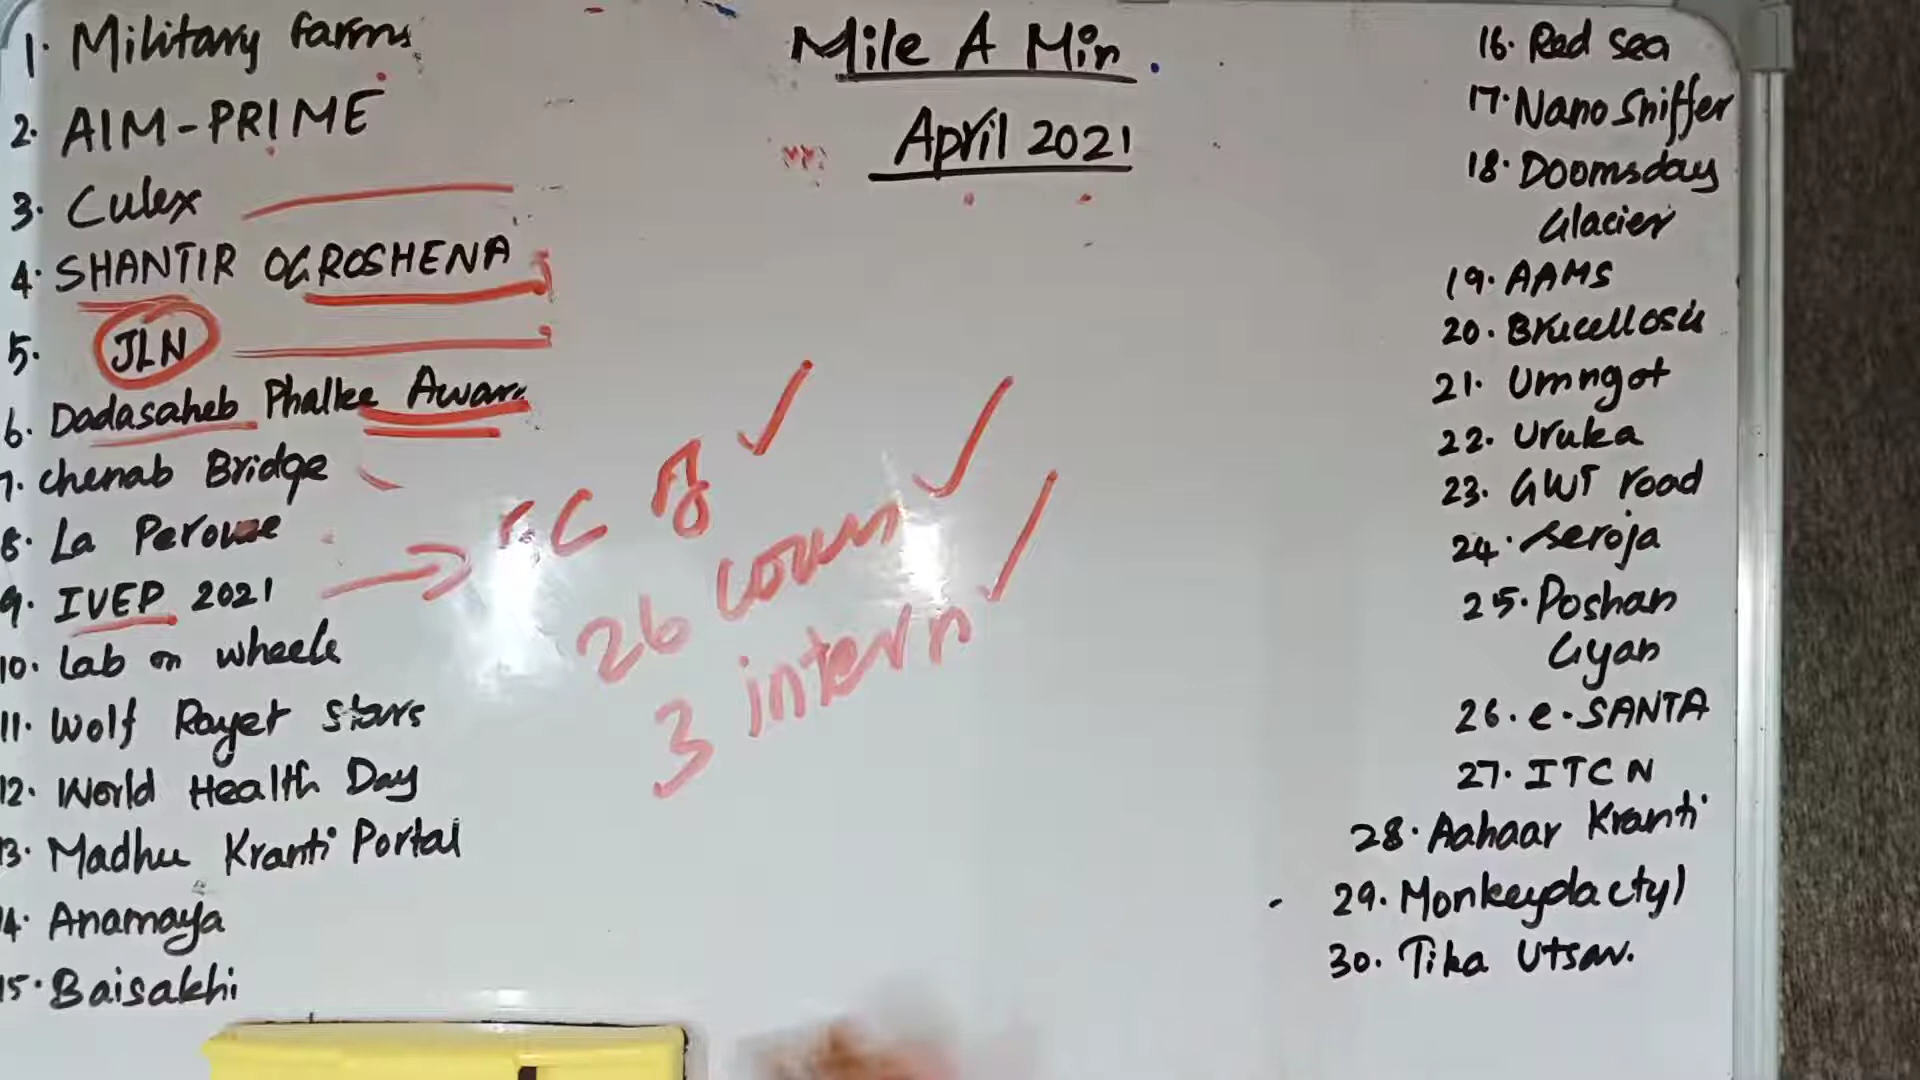 Mile A Min.
April 2021
1. Military farms
2. AIM-PRIME
3. Culex
4. SHANTIR OGROSHENA
5. JLN
6. Dadasaheb Phalke Award
7. Chenab Bridge
8. La Perouse
9. IVEP 2021
10. Lab on wheels
11. Wolf Rayet stars
12. World Health Day
13. Madhu Kranti Portal
14. Anamaya
15. Baisakhi
26 coun
3 intern
16. Red Sea
17. Nano Sniffer
18. Doomsday
Glacier
19. AAMS
20. Brucellosis
21. Umngot
22. Uruka
23. GWT road
24. Seroja
25. Poshan
Gyan
26. e-SANTA
27. ITCN
28. Aahaar Kranti
29. Monkeydactyl
30. Tika Utsav.